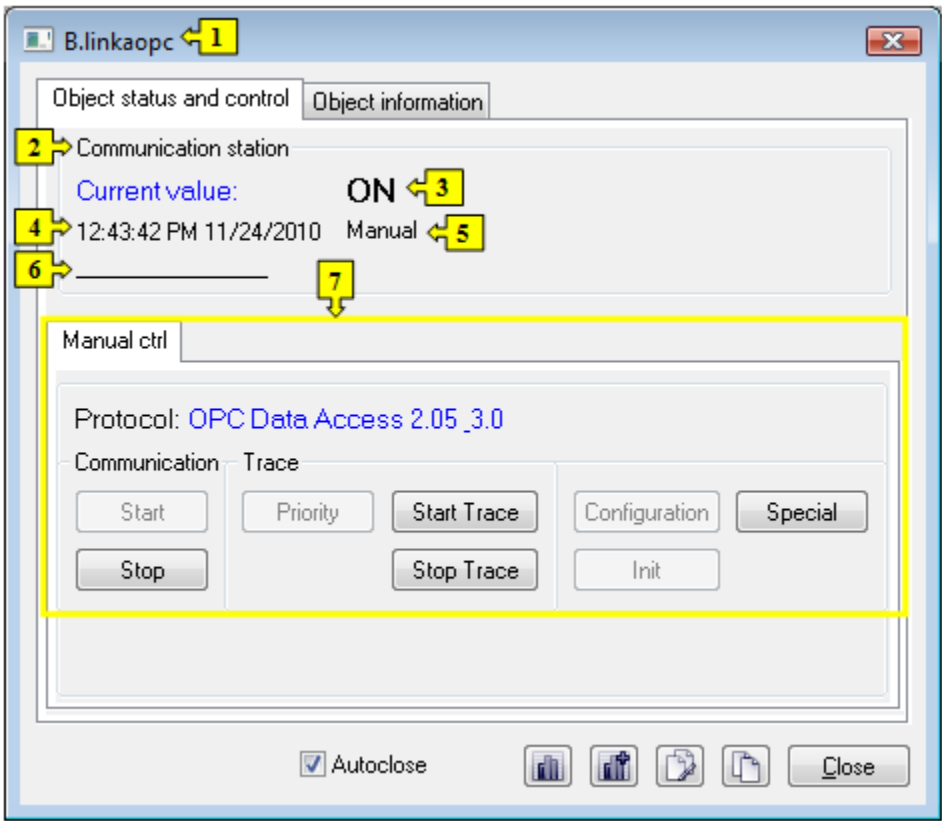 B.linkaopc 1
Object status and control Object information
2 Communication station
Current value: ON 3
4 12:43:42 PM 11/24/2010 Manual 5
6 7
Manual ctrl
Protocol: OPC Data Access 2.05_3.0
Communication Trace
Start Priority Start Trace Configuration Special
Stop Stop Trace Init
Autoclose Close